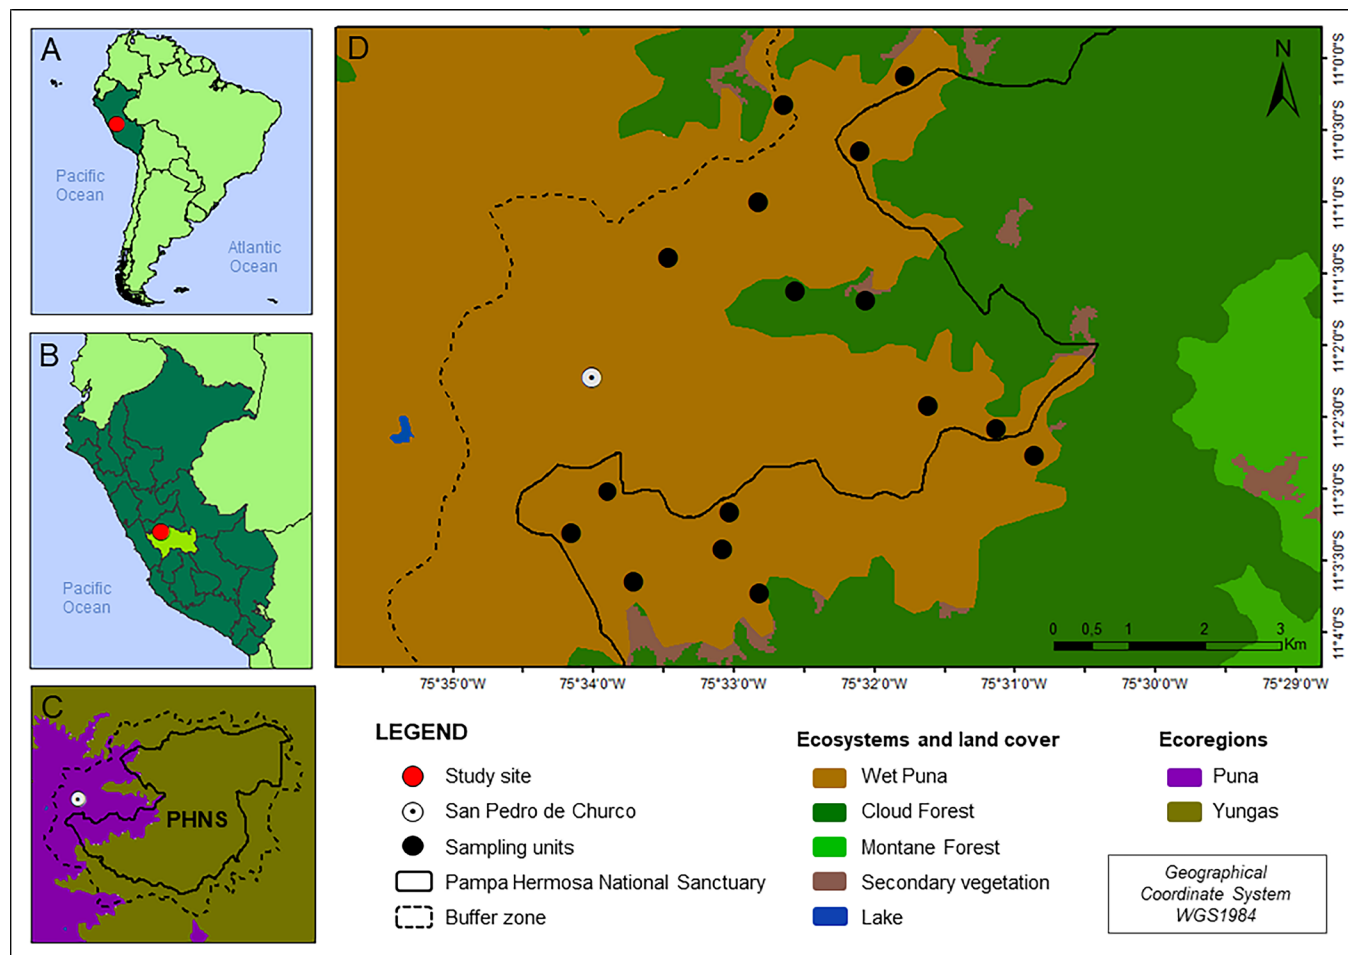 A
Pacific
Ocean
Atlantic
Ocean
B
Pacific
Ocean
C
PHNS
D
N
11°0'0"S
11°0'30"S
11°1'0"S
11°1'30"S
11°2'0"S
11°2'30"S
11°3'0"S
11°3'30"S
11°4'0"S
0 0,5 1 2 3
Km
75°35'0"W 75°34'0"W 75°33'0"W 75°32'0"W 75°31'0"W 75°30'0"W 75°29'0"W
LEGEND
Study site
San Pedro de Churco
Sampling units
Pampa Hermosa National Sanctuary
Buffer zone
Ecosystems and land cover
Wet Puna
Cloud Forest
Montane Forest
Secondary vegetation
Lake
Ecoregions
Puna
Yungas
Geographical
Coordinate System
WGS1984